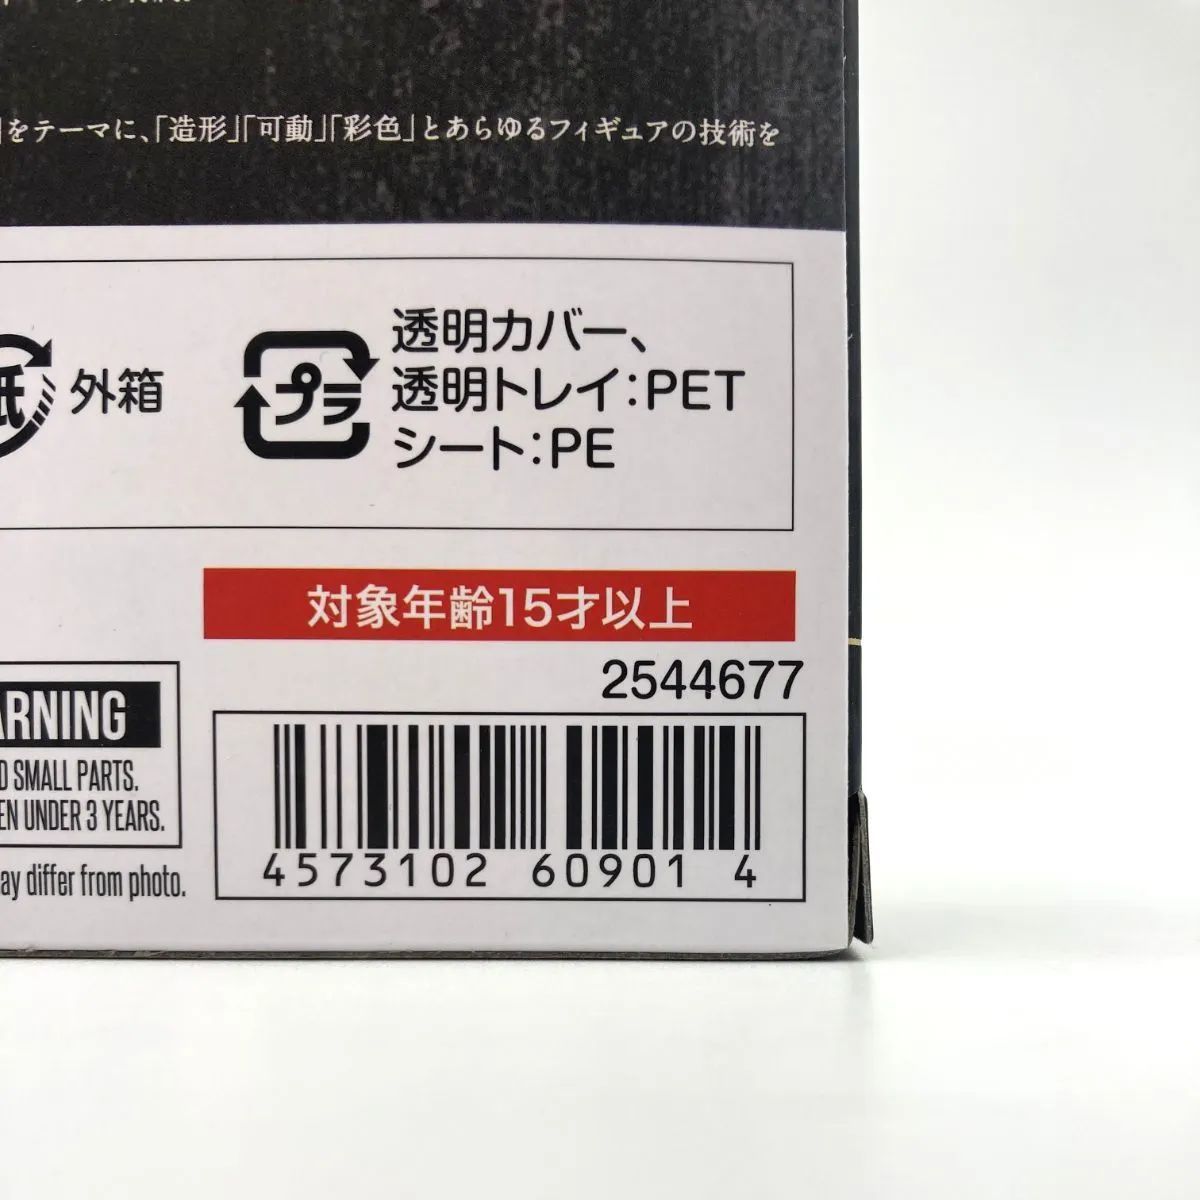 をテーマに、「造形」「可動」「彩色」とあらゆるフィギュアの技術を
紙 外箱
プラ
透明カバー、
透明トレイ:PET
シート:PE
対象年齢15才以上
2544677
ARNING
SMALL PARTS.
UNDER 3 YEARS.
ay differ from photo.
4573102 60901 4